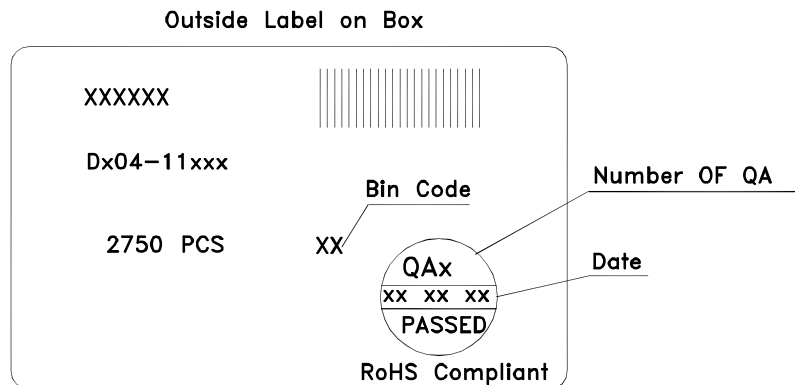 Outside Label on Box
XXXXXX
Dx04-11xxx
Bin Code
Number OF QA
2750 PCS
XX
QAx
Date
xx xx xx
PASSED
RoHS Compliant